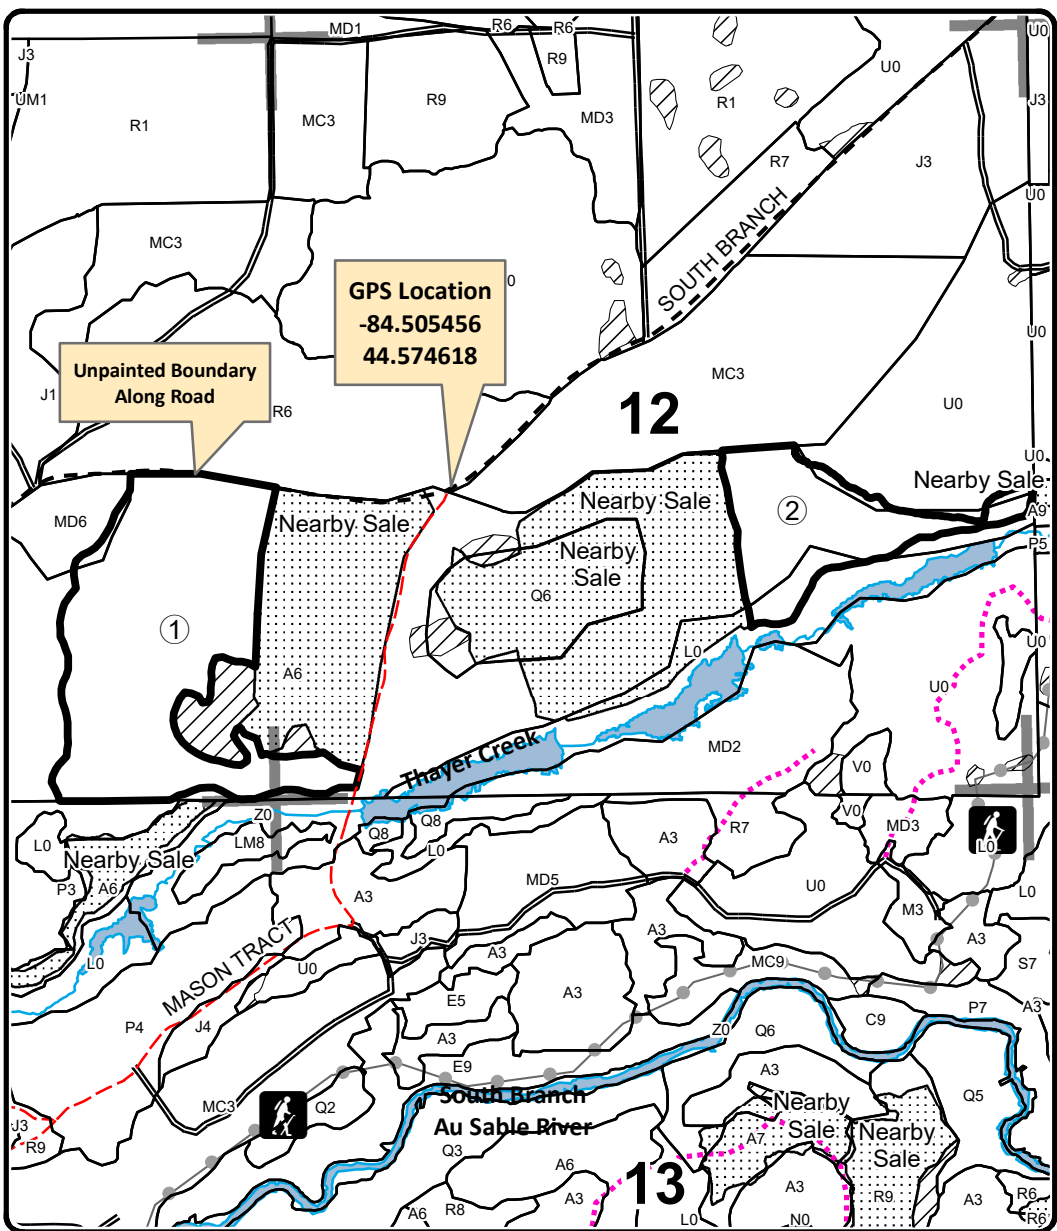 MD1
R6
R6
U0
J3
R9
U0
UM1
R9
R1
J3
R1
MC3
MD3
R7
J3
U0
MC3
SOUTH BRANCH
GPS Location
-84.505456
44.574618
0
U0
Unpainted Boundary
Along Road
MC3
J1
R6
12
U0
U0
Nearby Sale
Nearby Sale
Nearby Sale
A9
MD6
2
P5
Nearby
Sale
Q6
1
L0
U0
A6
U0
MD2
Thayer Creek
V0
Z0
Q8
Q8
V0
R7
MD3
L0
LM8
L0
A3
L0
Nearby Sale
P3
A6
MD5
U0
L0
A3
M3
MASON TRACT
J3
A3
A3
A3
U0
MC9
S7
L0
E5
A3
P7
A3
P4
J4
C9
A3
Z0
Q6
E9
A3
MC3
Q2
South Branch
Au Sable River
Nearby
Sale
Q5
J3
R9
A7
Nearby
Sale
Q3
A6
13
A3
R9
A3
R6
A6
R8
A3
L0
N0
R6